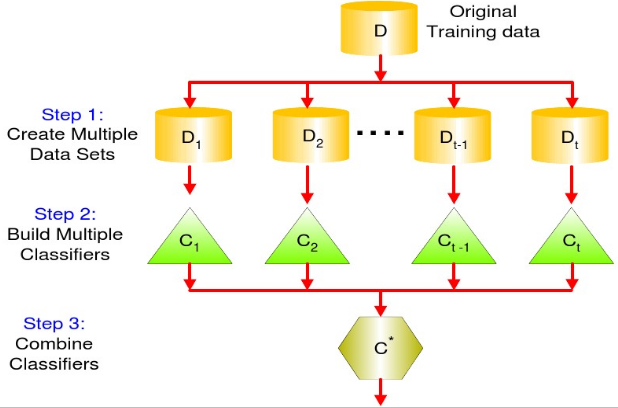 D
Original
Training data
Step 1:
Create Multiple
Data Sets
D1
D2
Dt-1
Dt
Step 2:
Build Multiple
Classifiers
C1
C2
Ct -1
Ct
Step 3:
Combine
Classifiers
C*